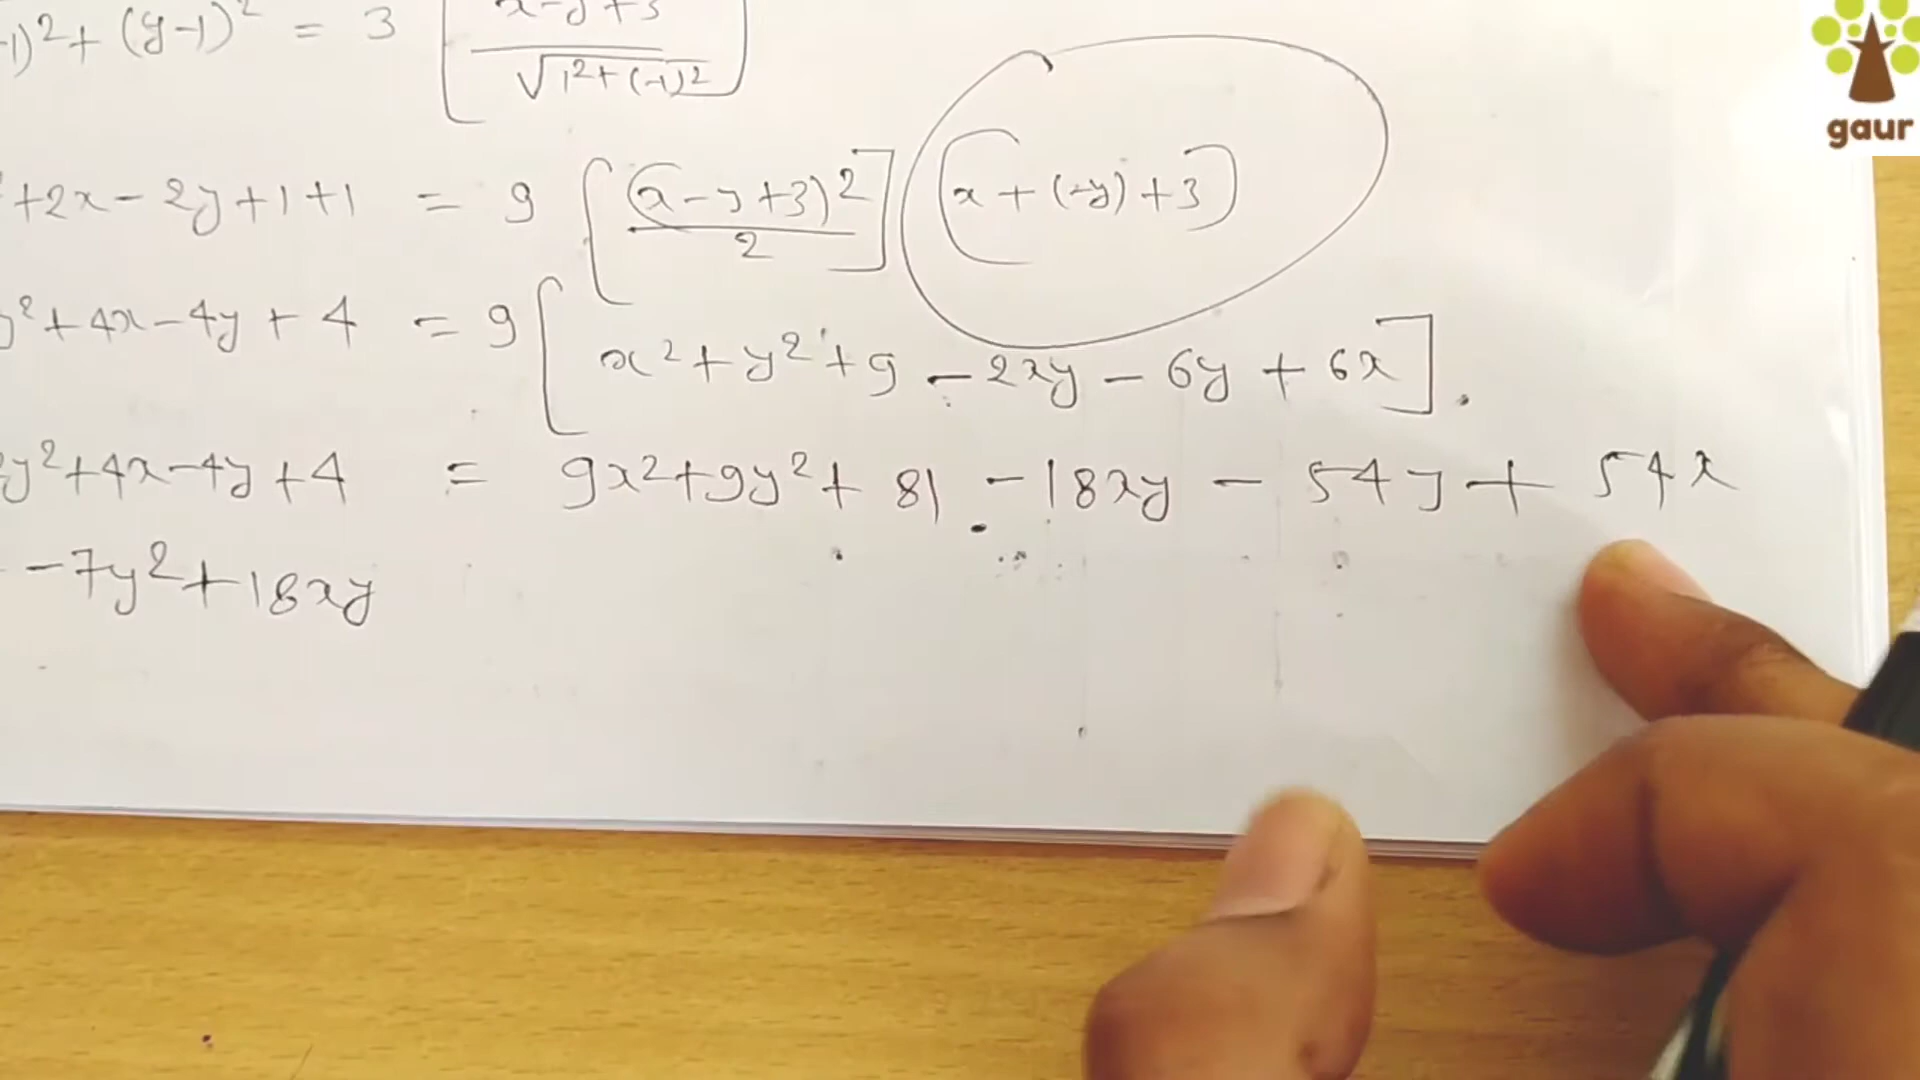 -1)² + (y-1)² = 3 [ x-y+3 / √1²+(-1)² ]
+2x-2y+1+1 = 9 [ (x-y+3)² / 2 ] [x+(-y)+3]
y²+4x-4y+4 = 9[ x²+y²+9-2xy-6y+6x].
y²+4x-4y+4 = 9x²+9y²+81-18xy-54y+54x
-7y²+18xy
gaur